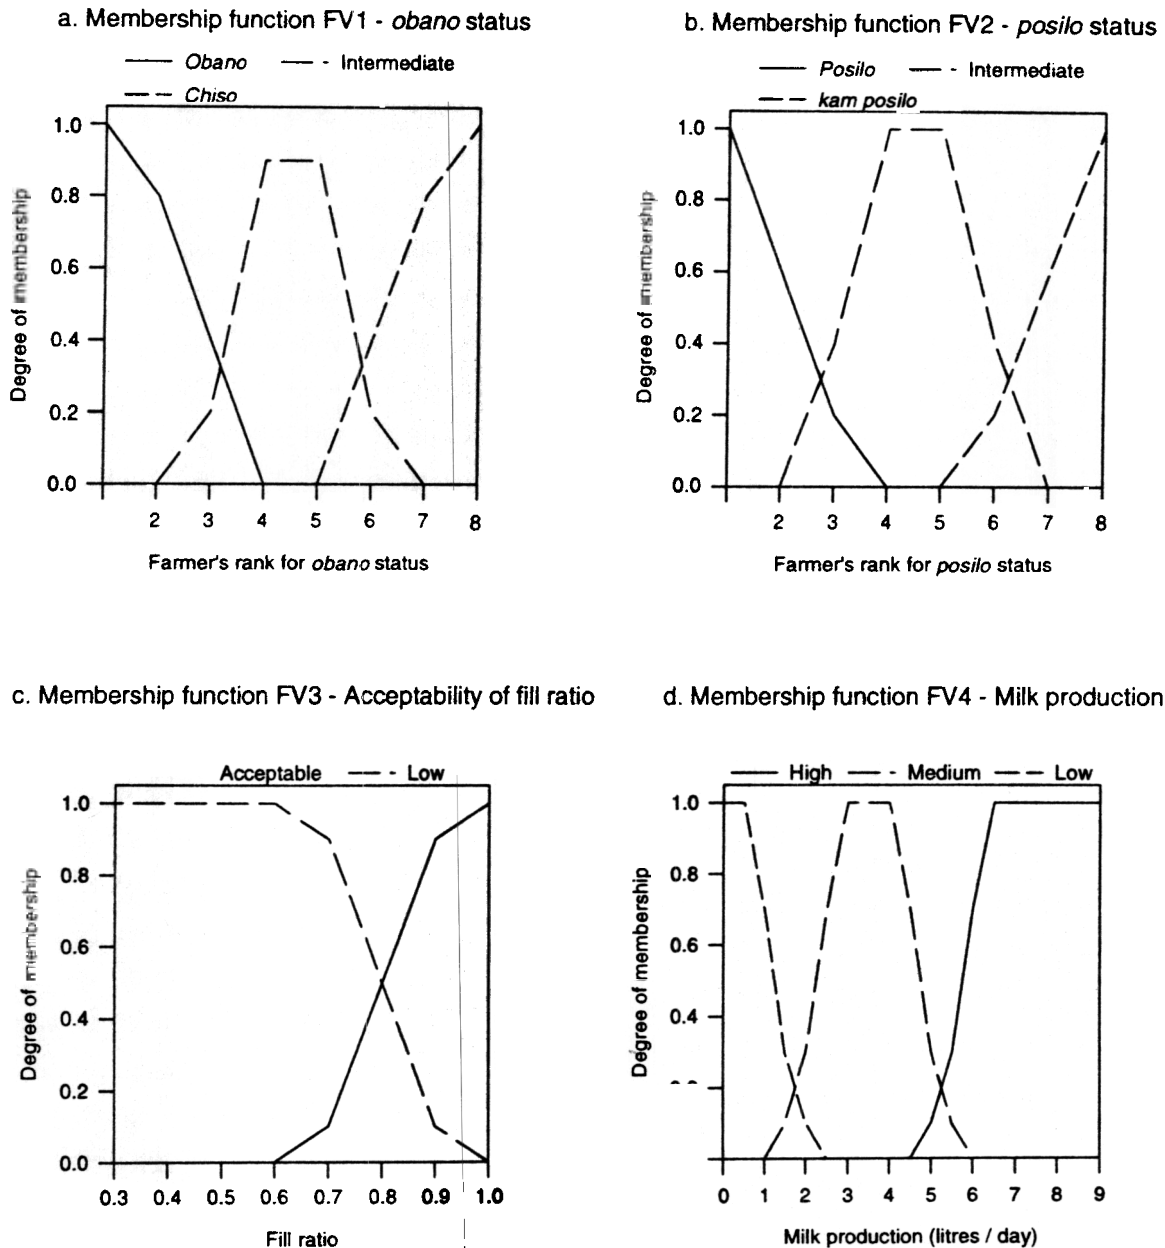 a. Membership function FV1 - obano status
Obano Intermediate
Chiso
1.0
0.8
0.6
0.4
0.2
0.0
Degree of membership
2 3 4 5 6 7 8
Farmer's rank for obano status
b. Membership function FV2 - posilo status
Posilo Intermediate
kam posilo
1.0
0.8
0.6
0.4
0.2
0.0
Degree of membership
2 3 4 5 6 7 8
Farmer's rank for posilo status
c. Membership function FV3 - Acceptability of fill ratio
Acceptable Low
1.0
0.8
0.6
0.4
0.2
0.0
Degree of membership
0.3 0.4 0.5 0.6 0.7 0.8 0.9 1.0
Fill ratio
d. Membership function FV4 - Milk production
High Medium Low
1.0
0.8
0.6
0.4
Degree of membership
0 1 2 3 4 5 6 7 8 9
Milk production (litres / day)